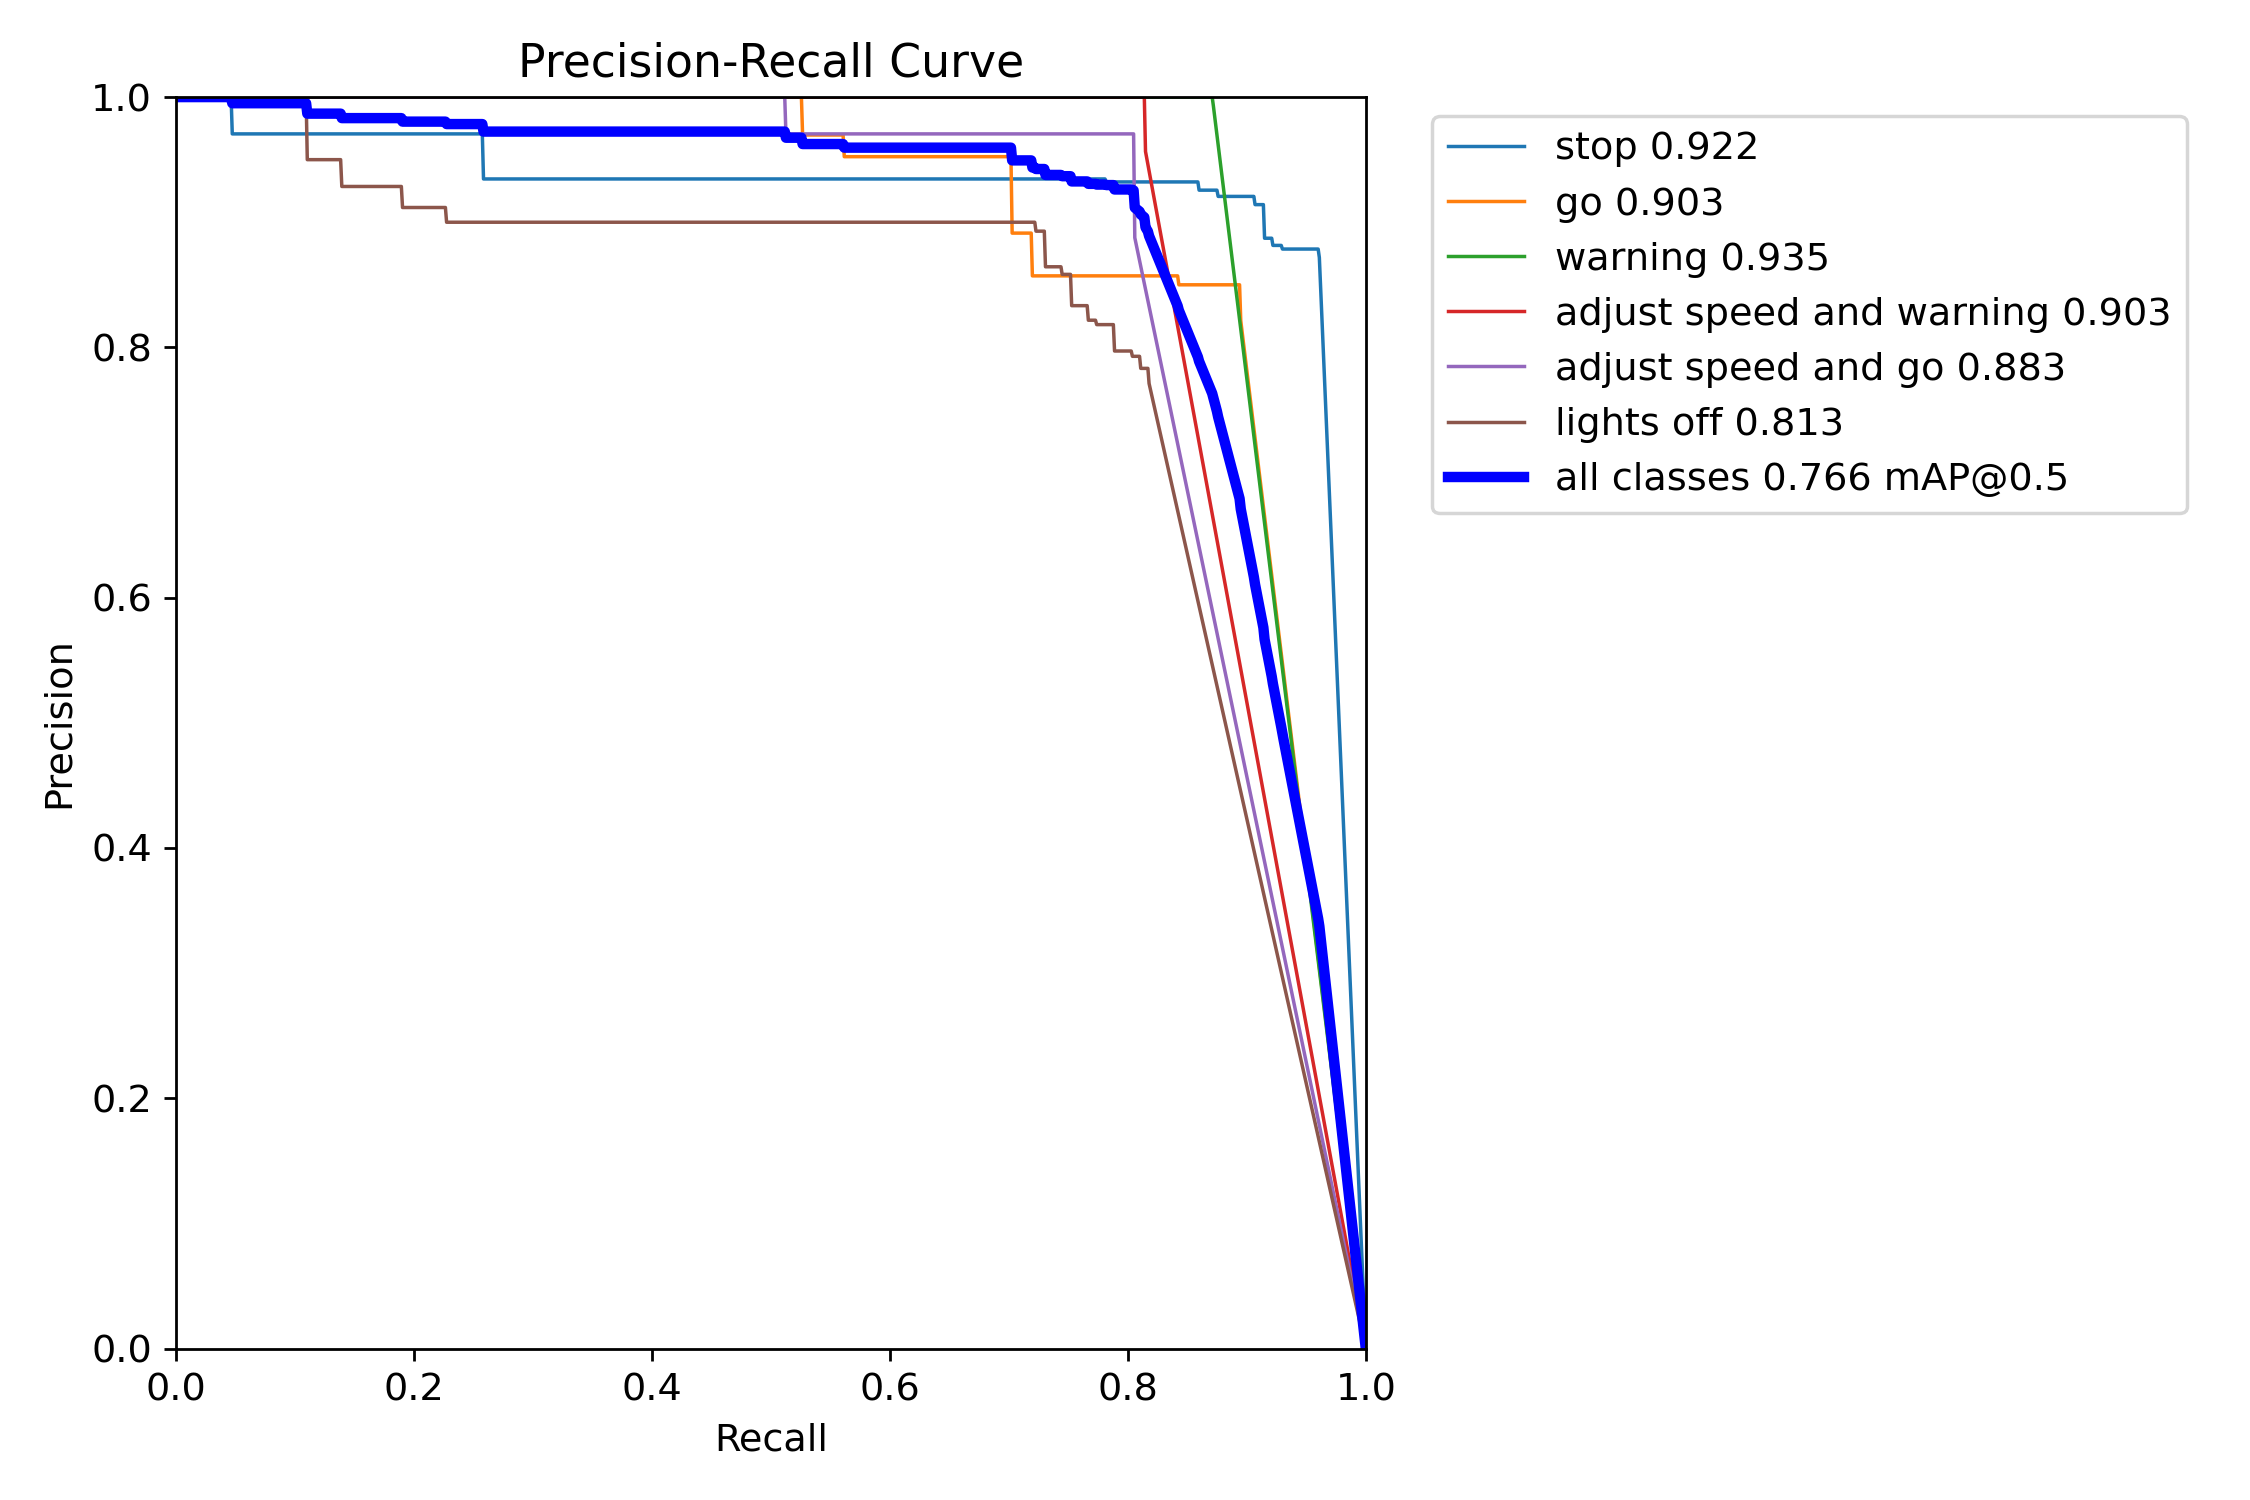 Precision-Recall Curve
1.0
0.8
0.6
0.4
0.2
0.0
Precision
0.0 0.2 0.4 0.6 0.8 1.0
Recall
stop 0.922
go 0.903
warning 0.935
adjust speed and warning 0.903
adjust speed and go 0.883
lights off 0.813
all classes 0.766 mAP@0.5